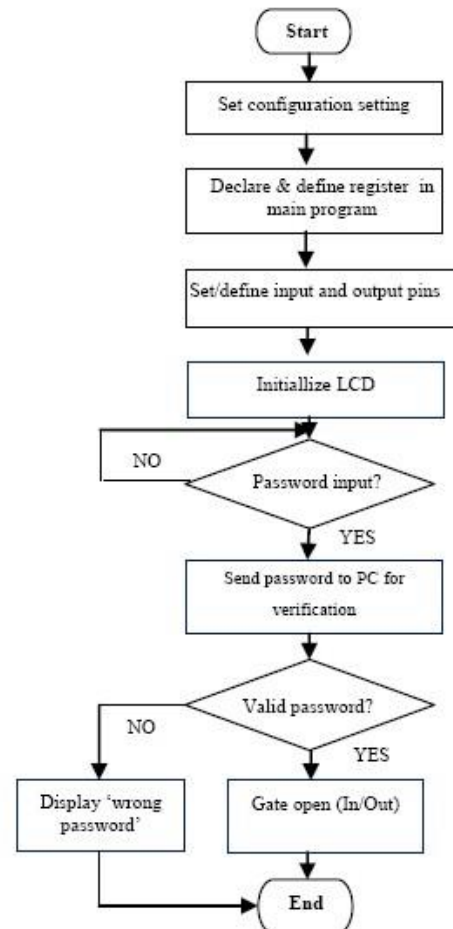 Start
Set configuration setting
Declare & define register in
main program
Set/define input and output pins
Initiallize LCD
NO
Password input?
YES
Send password to PC for
verification
Valid password?
NO
YES
Display ‘wrong
password’
Gate open (In/Out)
End